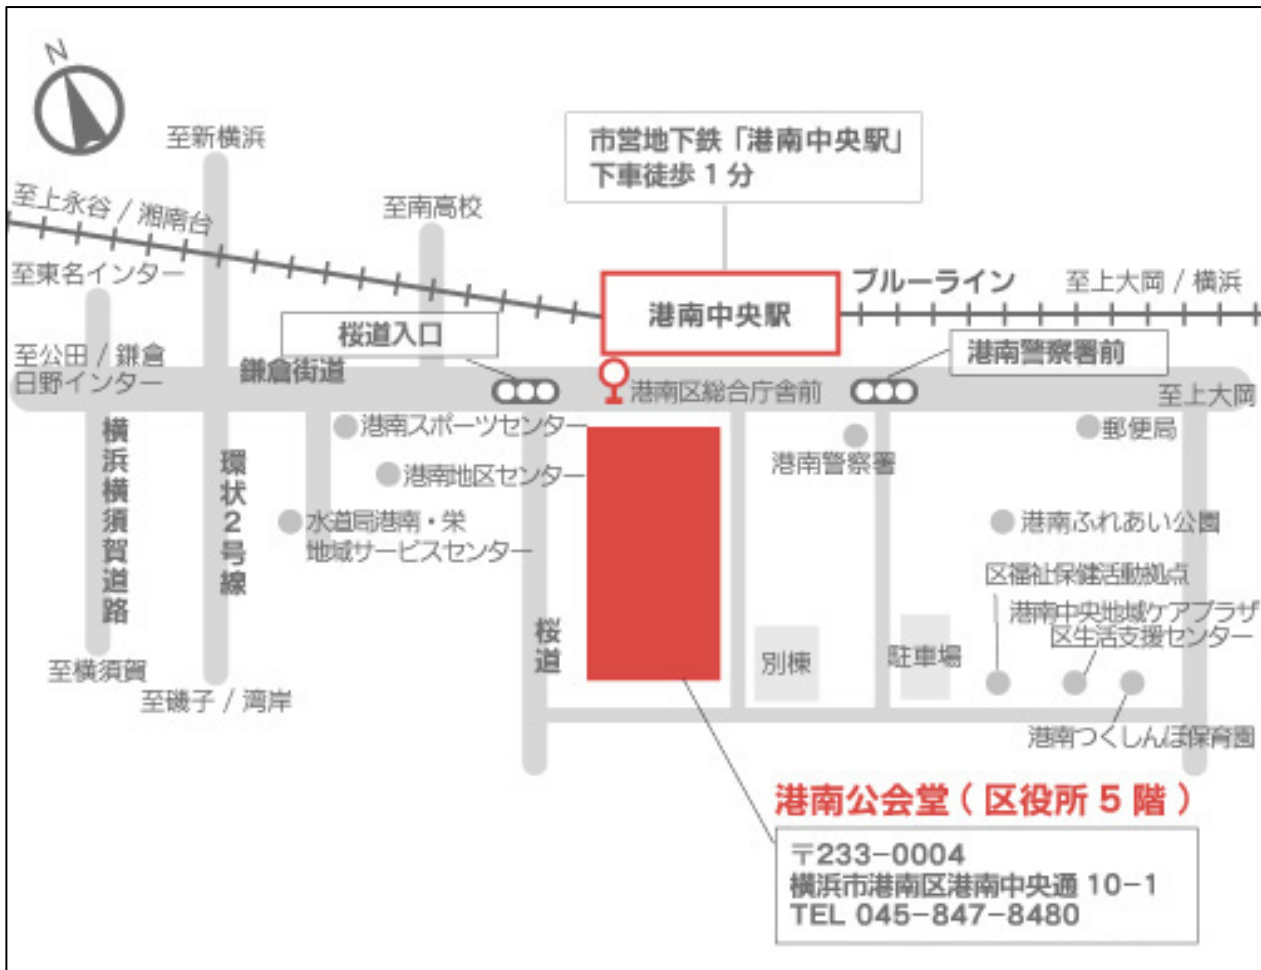 N
至新横浜
市営地下鉄「港南中央駅」
下車徒歩 1 分
至上永谷 / 湘南台
至南高校
至東名インター
ブルーライン
至上大岡 / 横浜
港南中央駅
桜道入口
港南警察署前
至公田 / 鎌倉
日野インター
鎌倉街道
港南区総合庁舎前
至上大岡
横浜横須賀道路
環状2号線
港南スポーツセンター
港南地区センター
水道局港南・栄
地域サービスセンター
港南警察署
郵便局
港南ふれあい公園
区福祉保健活動拠点
港南中央地域ケアプラザ
区生活支援センター
桜道
別棟
駐車場
至横須賀
至磯子 / 湾岸
港南つくしんぼ保育園
港南公会堂 ( 区役所 5 階 )
〒233-0004
横浜市港南区港南中央通 10-1
TEL 045-847-8480